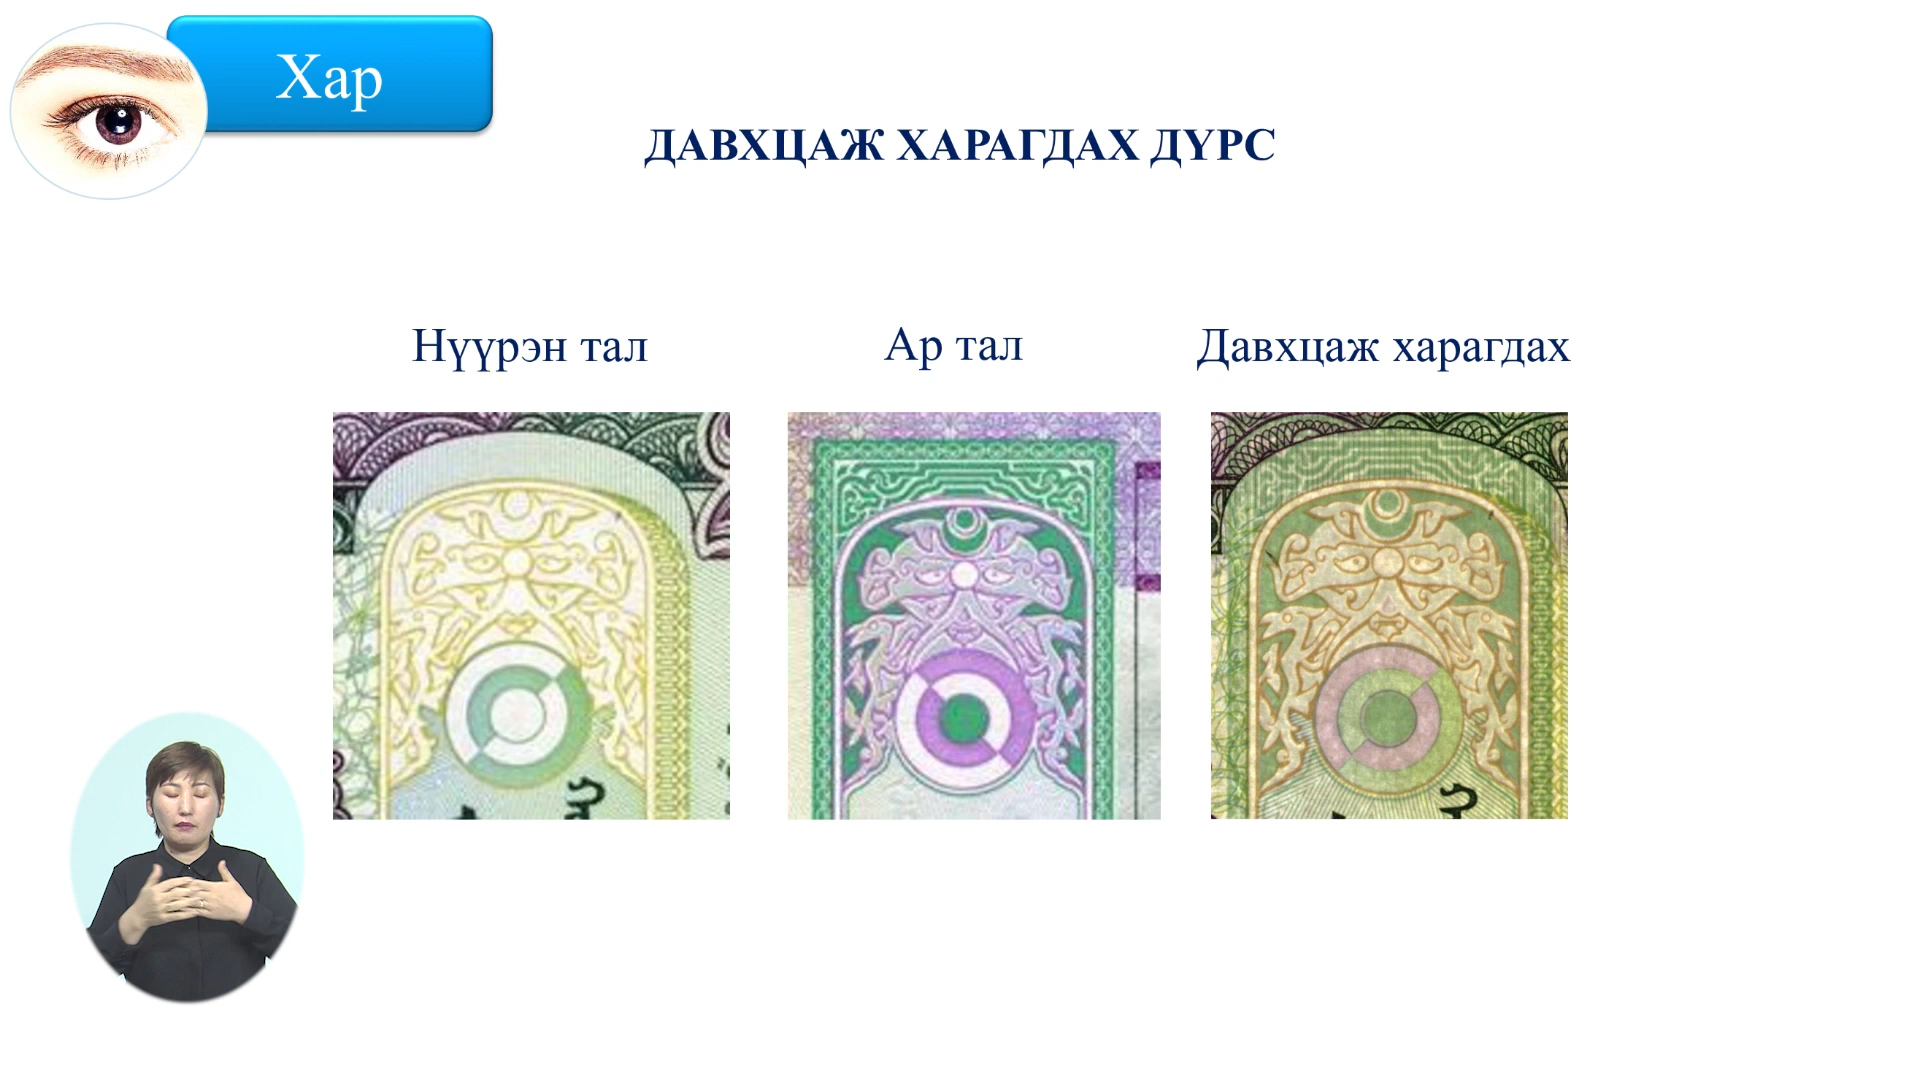 Хар
ДАВХЦАЖ ХАРАГДАХ ДҮРС
Нүүрэн тал
Ар тал
Давхцаж харагдах